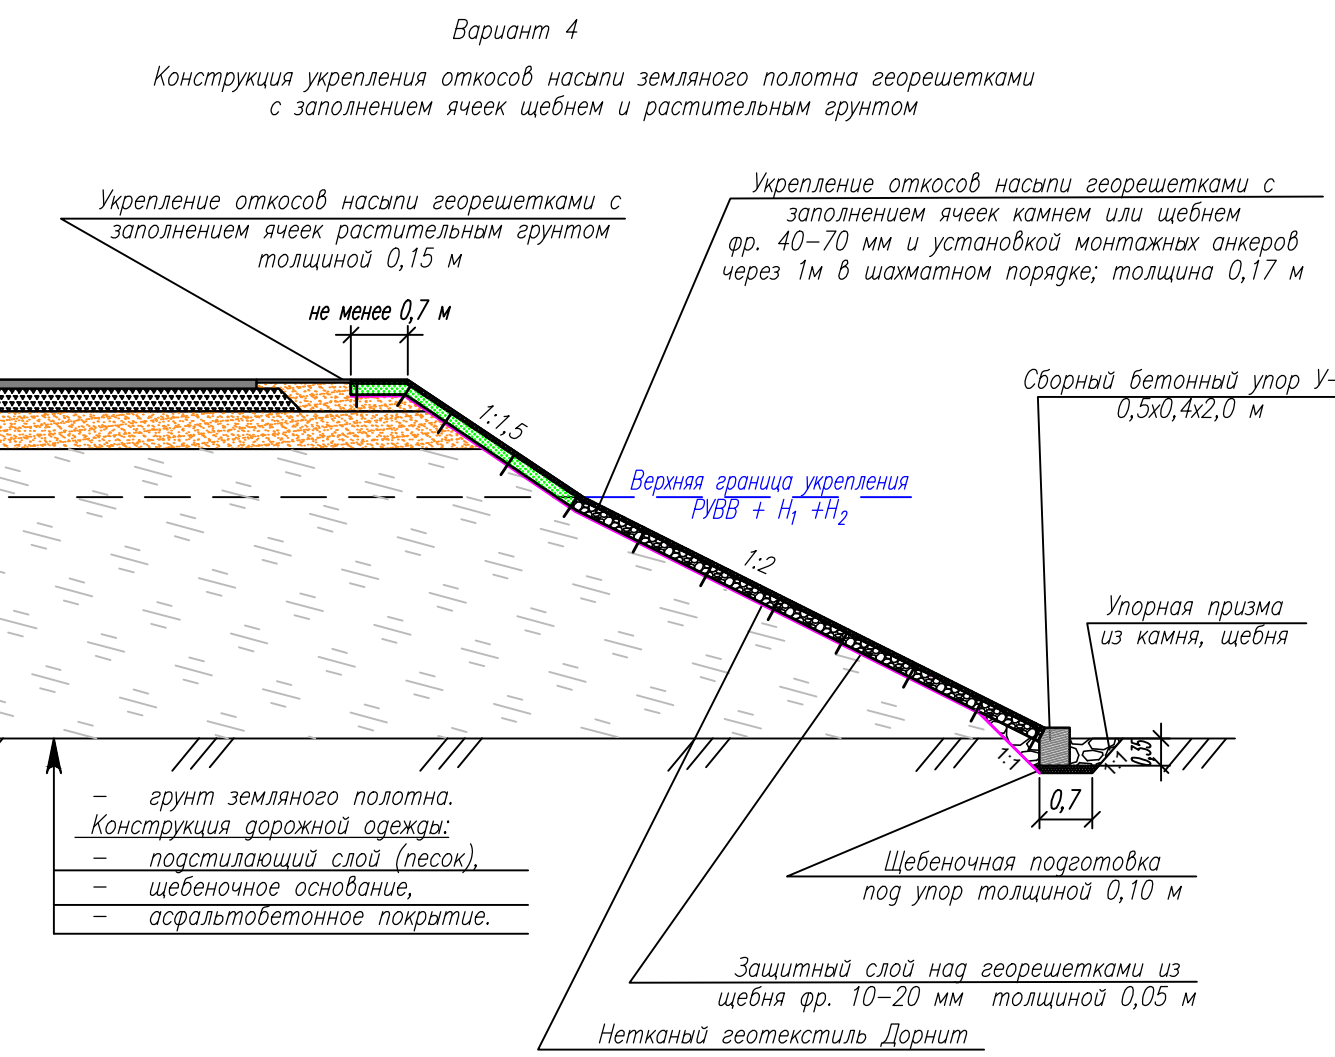 Вариант 4
Конструкция укрепления откосов насыпи земляного полотна георешетками
с заполнением ячеек щебнем и растительным грунтом
Укрепление откосов насыпи георешетками с
заполнением ячеек растительным грунтом
толщиной 0,15 м
Укрепление откосов насыпи георешетками с
заполнением ячеек камнем или щебнем
фр. 40-70 мм и установкой монтажных анкеров
через 1м в шахматном порядке; толщина 0,17 м
не менее 0,7 м
Сборный бетонный упор У-
0,5х0,4х2,0 м
1:1,5
Верхняя граница укрепления
РУВВ + H1 +H2
1:2
Упорная призма
из камня, щебня
1:1
1:1
0,35
0,7
- грунт земляного полотна.
Конструкция дорожной одежды:
- подстилающий слой (песок),
- щебеночное основание,
- асфальтобетонное покрытие.
Щебеночная подготовка
под упор толщиной 0,10 м
Защитный слой над георешетками из
щебня фр. 10-20 мм толщиной 0,05 м
Нетканый геотекстиль Дорнит